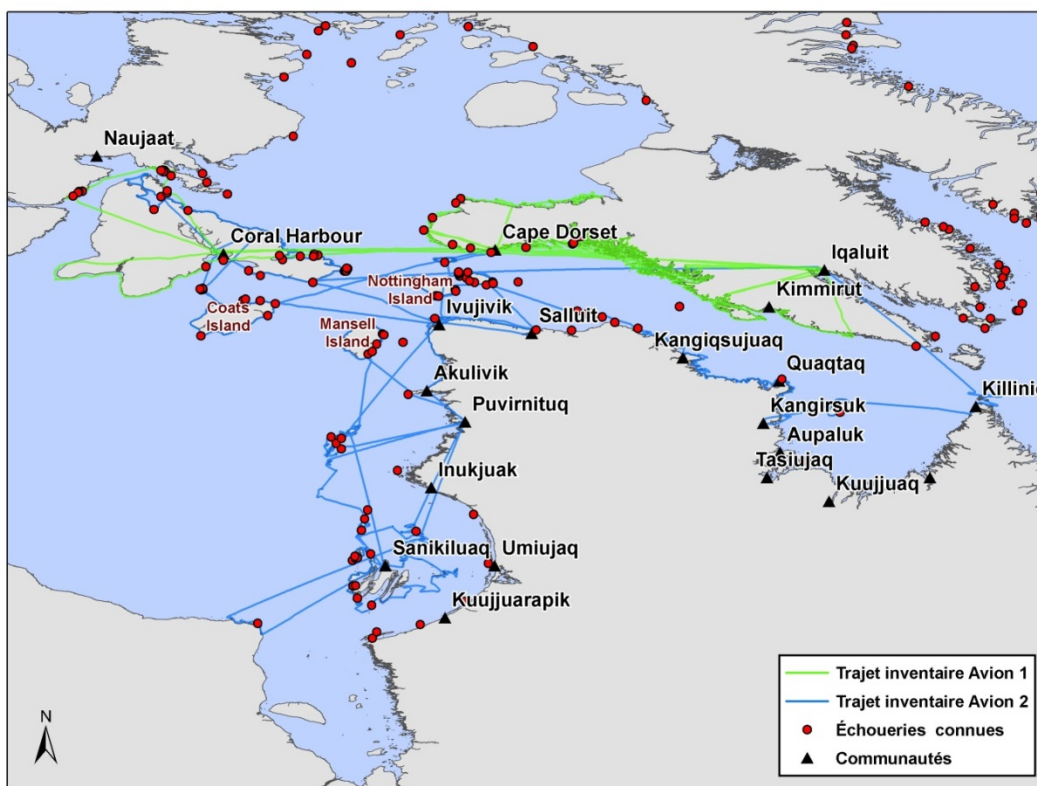 Naujaat
Coral Harbour
Cape Dorset
Iqaluit
Kimmirut
Nottingham
Island
Coats
Island
Mansell
Island
Ivujivik
Salluit
Kangiqsujuaq
Quaqtaq
Akulivik
Killiniq
Puvirnituq
Kangirsuk
Aupaluk
Tasiujaq
Inukjuak
Kuujjuaq
Sanikiluaq
Umiujaq
Kuujjuarapik
N
Trajet inventaire Avion 1
Trajet inventaire Avion 2
Échoueries connues
Communautés